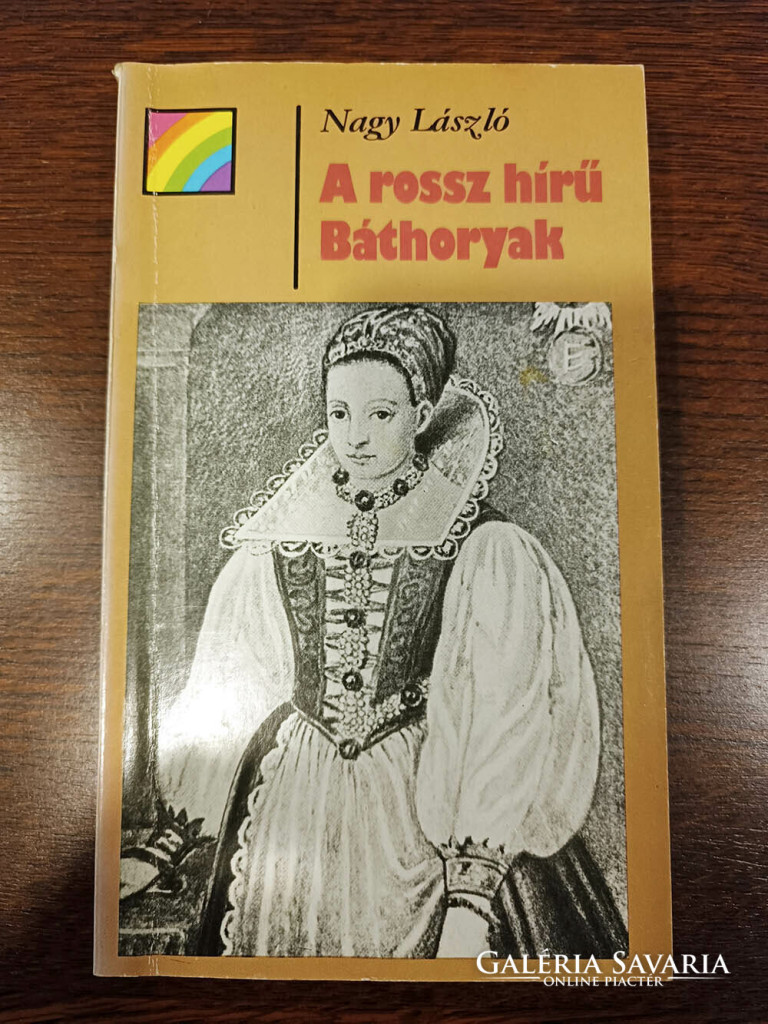 Nagy László
A rossz hírű
Báthoryak
E
GALÉRIA SAVARIA
ONLINE PIACTÉR